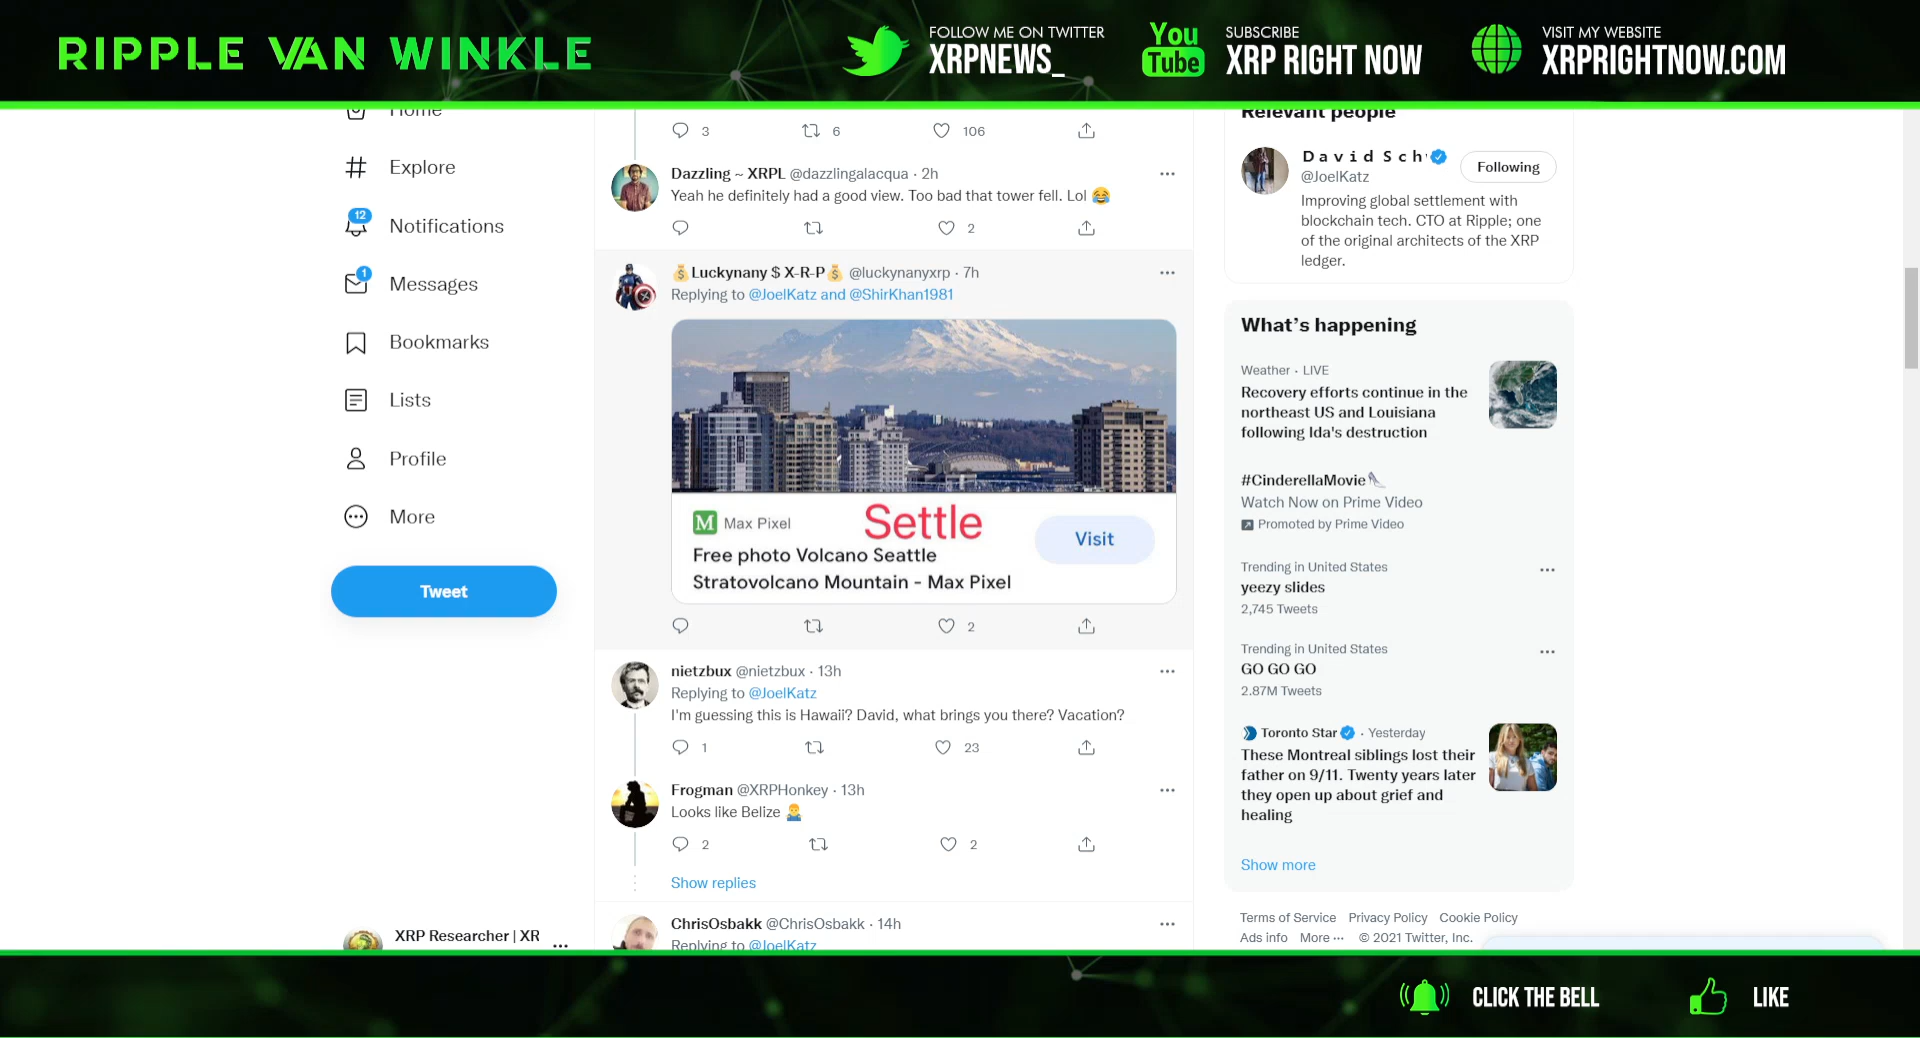 RIPPLE VAN WINKLE
FOLLOW ME ON TWITTER
XRPNEWS_
You
Tube
SUBSCRIBE
XRP RIGHT NOW
VISIT MY WEBSITE
XRPRIGHTNOW.COM
Home
Explore
12
Notifications
1
Messages
Bookmarks
Lists
Profile
More
Tweet
XRP Researcher | XR
3 6 106
Dazzling ~ XRPL @dazzlingalacqua · 2h
Yeah he definitely had a good view. Too bad that tower fell. Lol 😂
2
💰Luckynany $ X-R-P💰 @luckynanyxrp · 7h
Replying to @JoelKatz and @ShirKhan1981
M Max Pixel
Settle
Visit
Free photo Volcano Seattle
Stratovolcano Mountain - Max Pixel
2
nietzbux @nietzbux · 13h
Replying to @JoelKatz
I'm guessing this is Hawaii? David, what brings you there? Vacation?
1 23
Frogman @XRPHonkey · 13h
Looks like Belize 🤷‍♂️
2 2
Show replies
ChrisOsbakk @ChrisOsbakk · 14h
Replying to @JoelKatz
Relevant people
David Sch
@JoelKatz
Following
Improving global settlement with
blockchain tech. CTO at Ripple; one
of the original architects of the XRP
ledger.
What's happening
Weather · LIVE
Recovery efforts continue in the
northeast US and Louisiana
following Ida's destruction
#CinderellaMovie
Watch Now on Prime Video
Promoted by Prime Video
Trending in United States
yeezy slides
2,745 Tweets
Trending in United States
GO GO GO
2.87M Tweets
Toronto Star · Yesterday
These Montreal siblings lost their
father on 9/11. Twenty years later
they open up about grief and
healing
Show more
Terms of Service Privacy Policy Cookie Policy
Ads info More ··· © 2021 Twitter, Inc.
CLICK THE BELL
LIKE